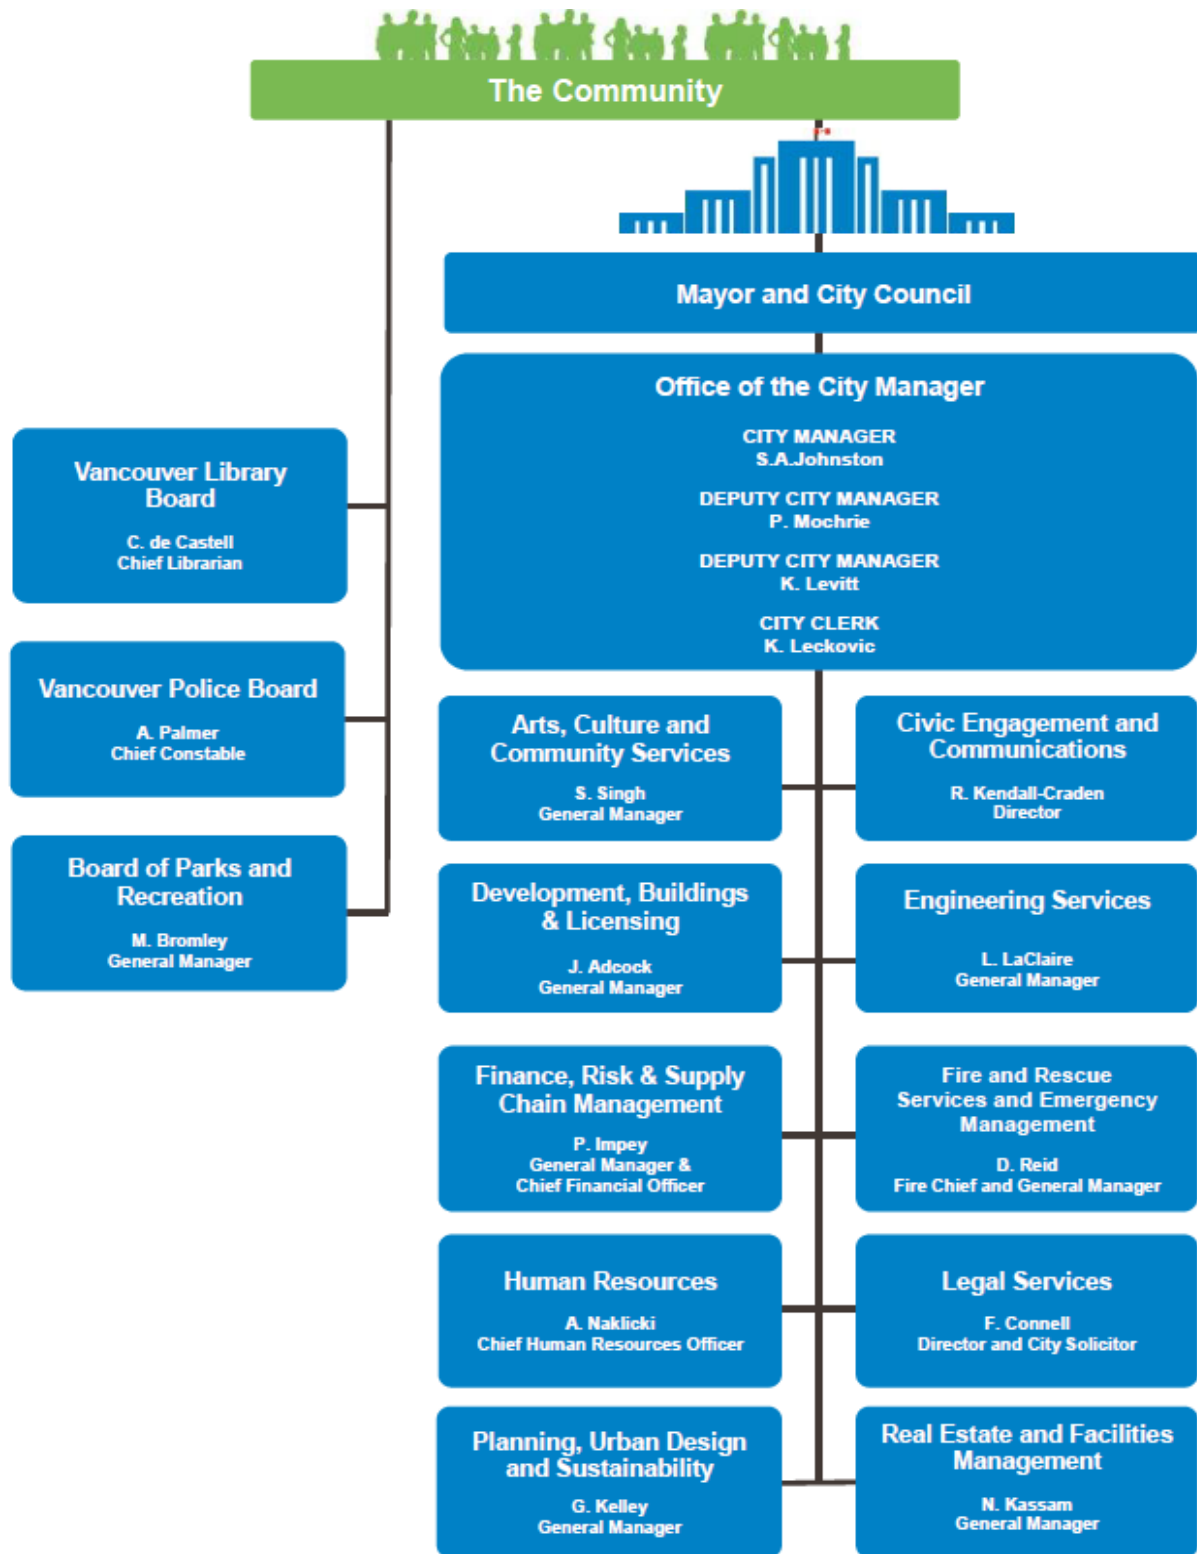 The Community
Mayor and City Council
Office of the City Manager
CITY MANAGER
S.A.Johnston
DEPUTY CITY MANAGER
P. Mochrie
DEPUTY CITY MANAGER
K. Levitt
CITY CLERK
K. Leckovic
Vancouver Library
Board
C. de Castell
Chief Librarian
Vancouver Police Board
A. Palmer
Chief Constable
Board of Parks and
Recreation
M. Bromley
General Manager
Arts, Culture and
Community Services
S. Singh
General Manager
Civic Engagement and
Communications
R. Kendall-Craden
Director
Development, Buildings
& Licensing
J. Adcock
General Manager
Engineering Services
L. LaClaire
General Manager
Finance, Risk & Supply
Chain Management
P. Impey
General Manager &
Chief Financial Officer
Fire and Rescue
Services and Emergency
Management
D. Reid
Fire Chief and General Manager
Human Resources
A. Naklicki
Chief Human Resources Officer
Legal Services
F. Connell
Director and City Solicitor
Planning, Urban Design
and Sustainability
G. Kelley
General Manager
Real Estate and Facilities
Management
N. Kassam
General Manager